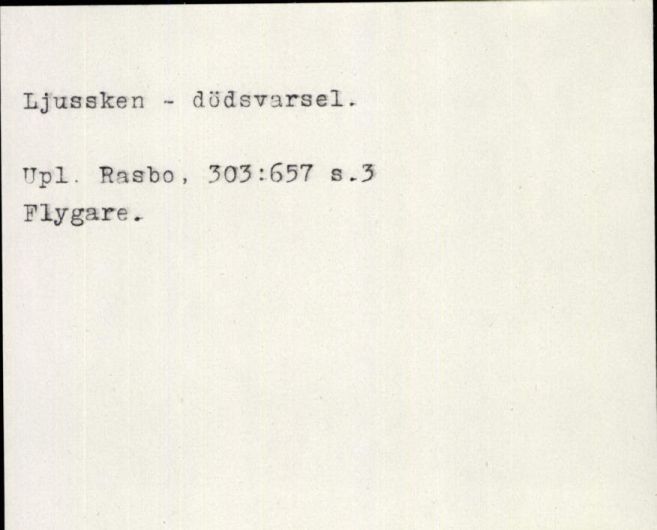 Ljussken - dödsvarsel.
Upl. Rasbo, 303:657 s.3
Flygare.